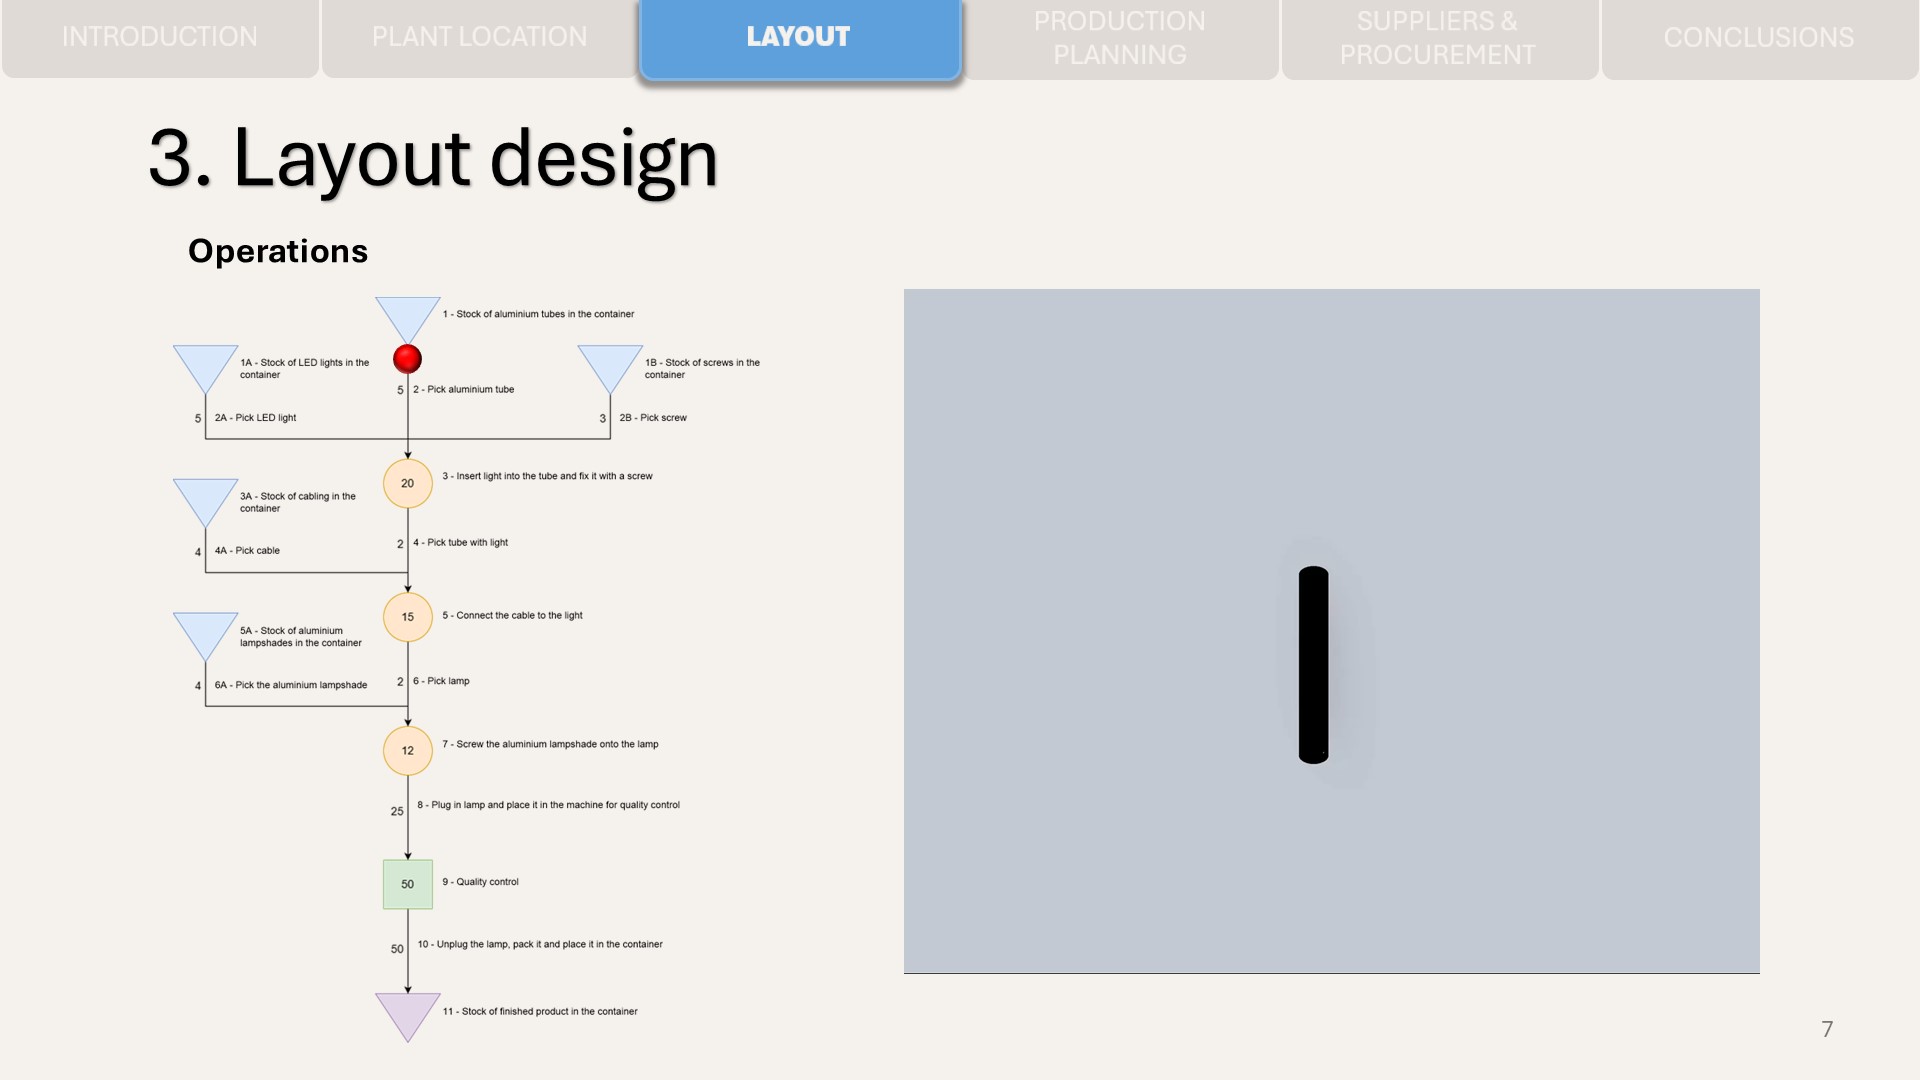 INTRODUCTION
PLANT LOCATION
LAYOUT
PRODUCTION
PLANNING
SUPPLIERS &
PROCUREMENT
CONCLUSIONS
3. Layout design
Operations
1 - Stock of aluminium tubes in the container
1A - Stock of LED lights in the
container
1B - Stock of screws in the
container
5
2 - Pick aluminium tube
5
2A - Pick LED light
3
2B - Pick screw
20
3 - Insert light into the tube and fix it with a screw
3A - Stock of cabling in the
container
2
4 - Pick tube with light
4
4A - Pick cable
15
5 - Connect the cable to the light
5A - Stock of aluminium
lampshades in the container
4
6A - Pick the aluminium lampshade
2
6 - Pick lamp
12
7 - Screw the aluminium lampshade onto the lamp
25
8 - Plug in lamp and place it in the machine for quality control
50
9 - Quality control
50
10 - Unplug the lamp, pack it and place it in the container
11 - Stock of finished product in the container
7